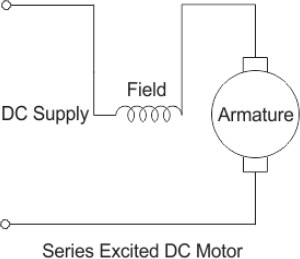 Field
DC Supply
Armature
Series Excited DC Motor